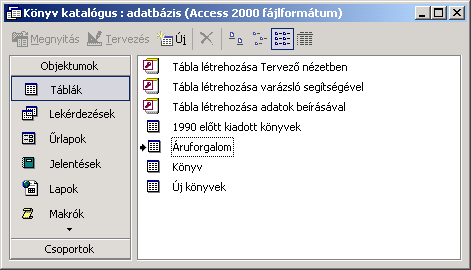 Könyv katalógus : adatbázis (Access 2000 fájlformátum)
Megnyitás Tervezés Új
Objektumok
Táblák
Lekérdezések
Űrlapok
Jelentések
Lapok
Makrók
Csoportok
Tábla létrehozása Tervező nézetben
Tábla létrehozása varázsló segítségével
Tábla létrehozása adatok beírásával
1990 előtt kiadott könyvek
Áruforgalom
Könyv
Új könyvek